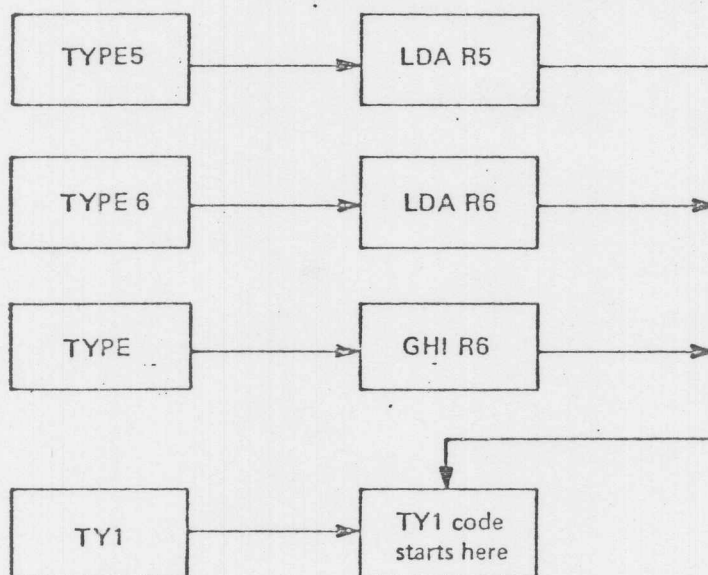 TYPE5
LDA R5
TYPE 6
LDA R6
TYPE
GHI R6
TY1
TY1 code
starts here